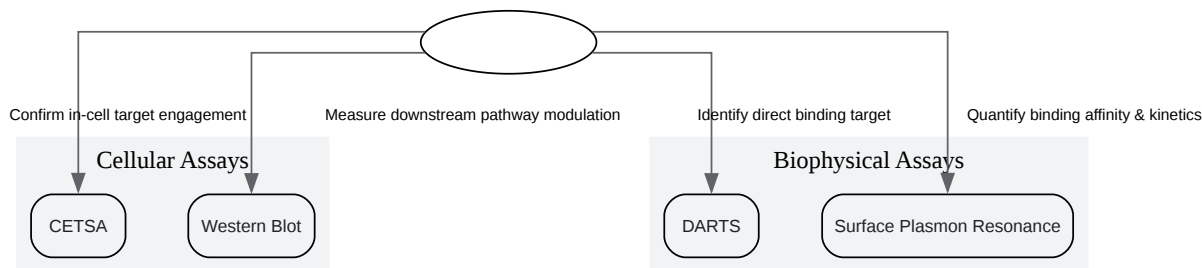 Confirm in-cell target engagement
Measure downstream pathway modulation
Identify direct binding target
Quantify binding affinity & kinetics
Cellular Assays
Biophysical Assays
CETSA
Western Blot
DARTS
Surface Plasmon Resonance